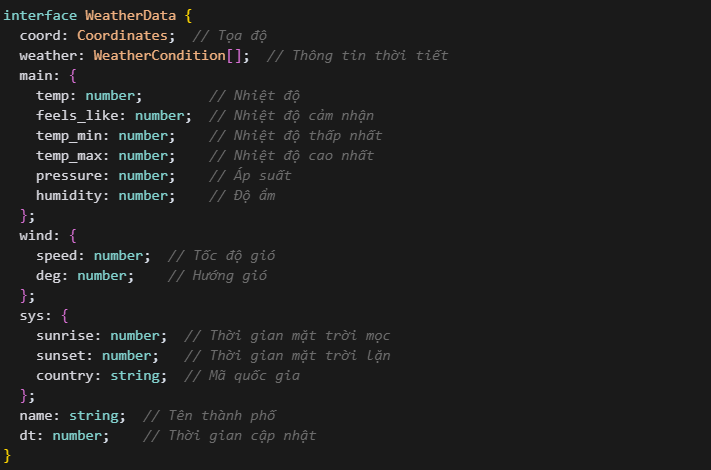 interface WeatherData {
  coord: Coordinates;  // Tọa độ
  weather: WeatherCondition[];  // Thông tin thời tiết
  main: {
    temp: number;        // Nhiệt độ
    feels_like: number;  // Nhiệt độ cảm nhận
    temp_min: number;    // Nhiệt độ thấp nhất
    temp_max: number;    // Nhiệt độ cao nhất
    pressure: number;    // Áp suất
    humidity: number;    // Độ ẩm
  };
  wind: {
    speed: number;  // Tốc độ gió
    deg: number;    // Hướng gió
  };
  sys: {
    sunrise: number;  // Thời gian mặt trời mọc
    sunset: number;   // Thời gian mặt trời lặn
    country: string;  // Mã quốc gia
  };
  name: string;  // Tên thành phố
  dt: number;    // Thời gian cập nhật
}